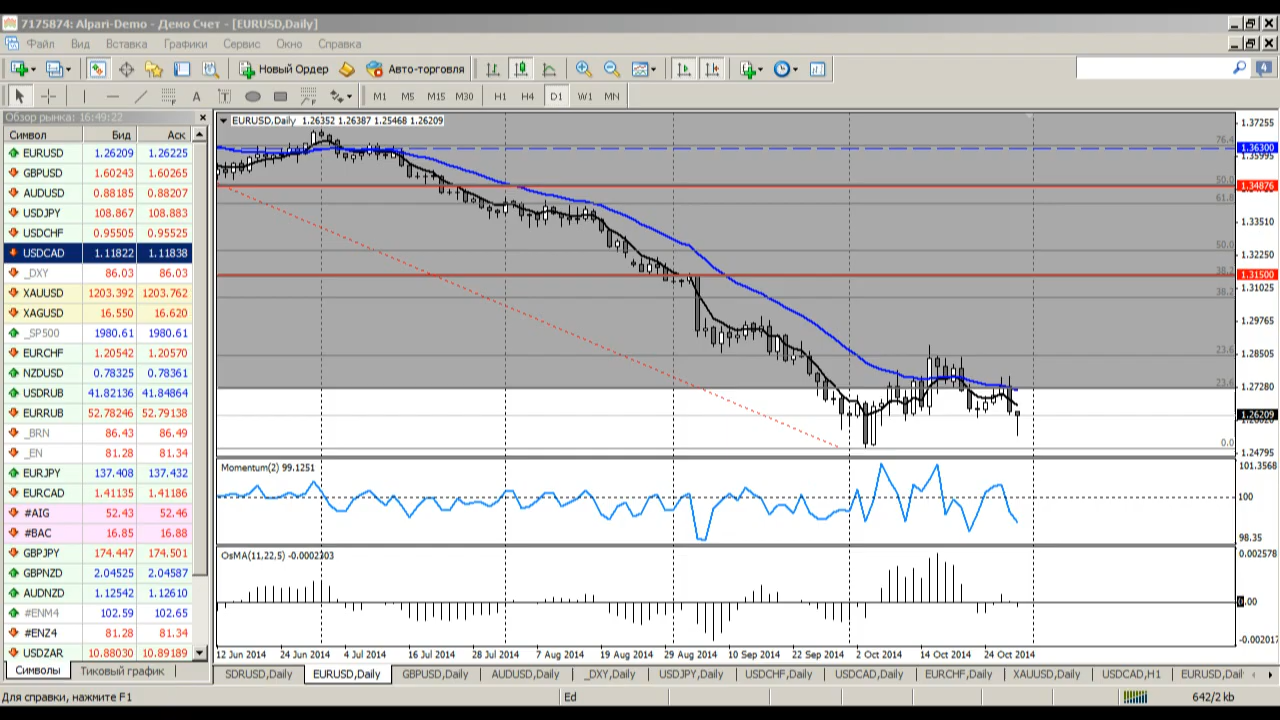 7175874: Alpari-Demo - Демо Счет - [EURUSD,Daily]
Файл Вид Вставка Графики Сервис Окно Справка
Новый Ордер Авто-торговля 4
A T M1 M5 M15 M30 H1 H4 D1 W1 MN
Обзор рынка: 16:49:22
Символ Бид Аск
EURUSD 1.26209 1.26225
GBPUSD 1.60243 1.60265
AUDUSD 0.88185 0.88207
USDJPY 108.867 108.883
USDCHF 0.95505 0.95525
USDCAD 1.11822 1.11838
_DXY 86.03 86.03
XAUUSD 1203.392 1203.762
XAGUSD 16.550 16.620
_SP500 1980.61 1980.61
EURCHF 1.20542 1.20570
NZDUSD 0.78325 0.78361
USDRUB 41.82136 41.84864
EURRUB 52.78246 52.79138
_BRN 86.43 86.49
_EN 81.28 81.34
EURJPY 137.408 137.432
EURCAD 1.41135 1.41186
#AIG 52.43 52.46
#BAC 16.85 16.88
GBPJPY 174.447 174.501
GBPNZD 2.04525 2.04587
AUDNZD 1.12542 1.12610
#ENM4 102.59 102.65
#ENZ4 81.28 81.34
USDZAR 10.88030 10.89189
Символы Тиковый график
EURUSD,Daily 1.26352 1.26387 1.25468 1.26209
76.4
50.0
61.8
50.0
38.2
38.2
23.6
23.6
0.0
1.37255
1.36300
1.35995
1.34876
1.33510
1.32250
1.31500
1.31025
1.29765
1.28505
1.27280
1.26209
1.24795
Momentum(2) 99.1251
101.3568
100
98.35
OsMA(11,22,5) -0.0002303
0.002578
0.00
-0.002017
12 Jun 2014 24 Jun 2014 4 Jul 2014 16 Jul 2014 28 Jul 2014 7 Aug 2014 19 Aug 2014 29 Aug 2014 10 Sep 2014 22 Sep 2014 2 Oct 2014 14 Oct 2014 24 Oct 2014
SDRUSD,Daily EURUSD,Daily GBPUSD,Daily AUDUSD,Daily _DXY,Daily USDJPY,Daily USDCHF,Daily USDCAD,Daily EURCHF,Daily XAUUSD,Daily USDCAD,H1 EURUSD,Dail
Для справки, нажмите F1 Ed 642/2 kb